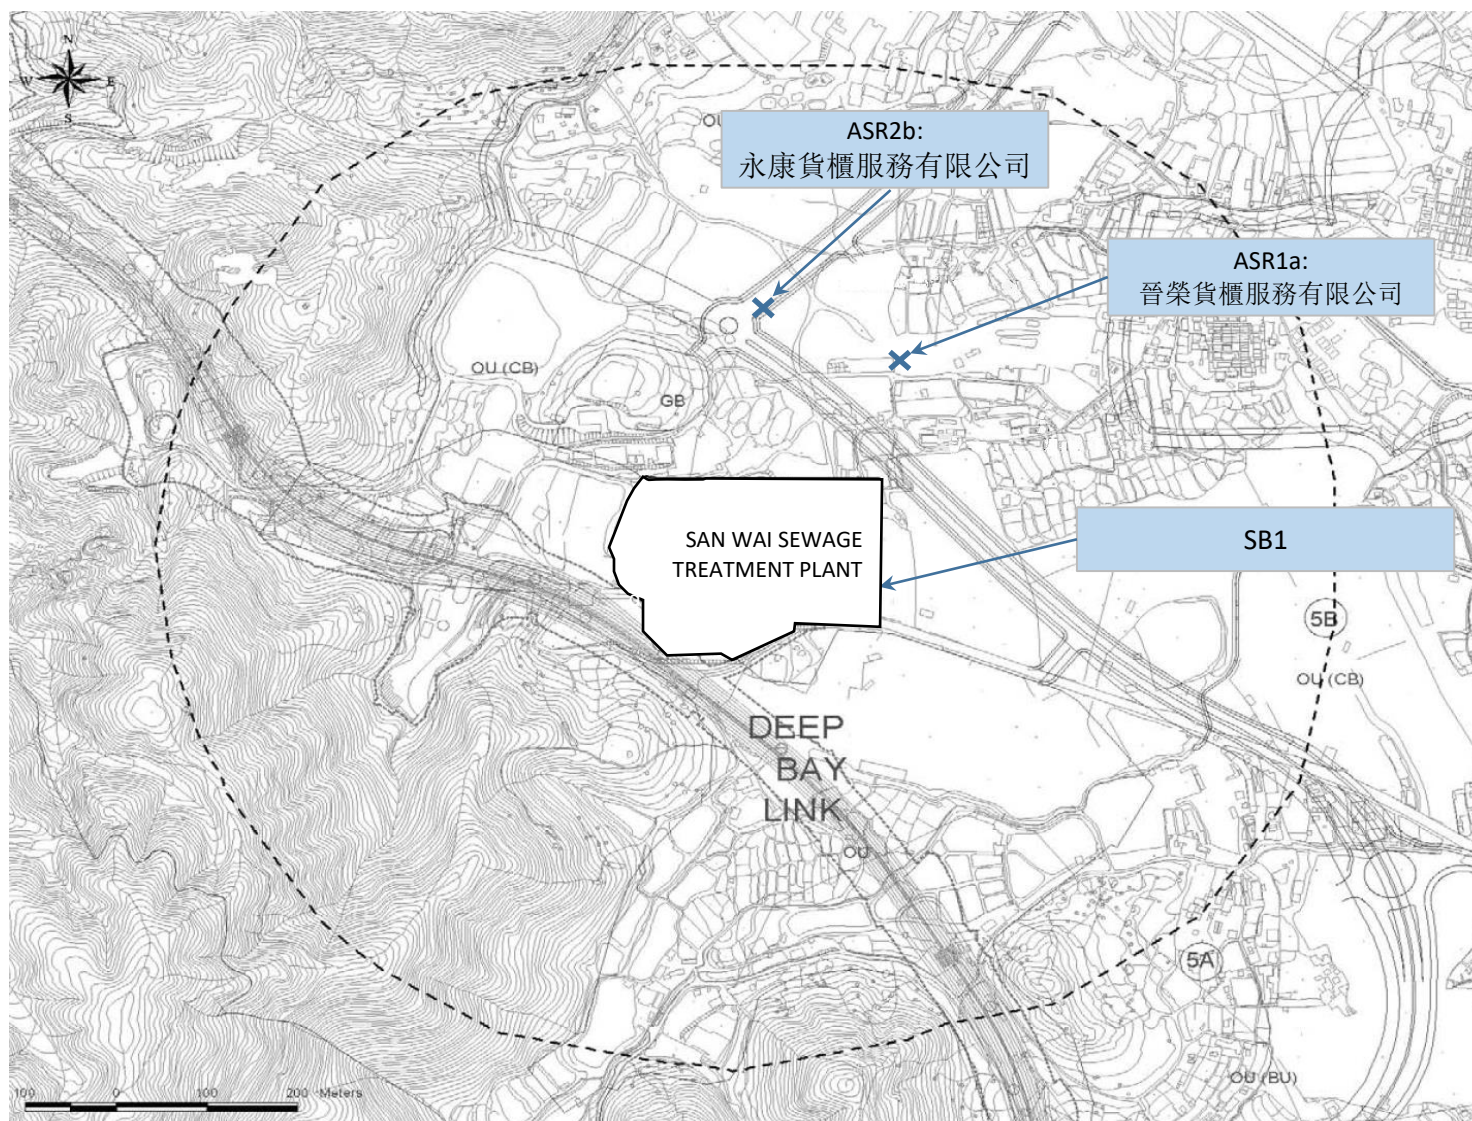 N
W E
S
OU
ASR2b:
永康貨櫃服務有限公司
ASR1a:
晉榮貨櫃服務有限公司
OU (CB)
GB
SAN WAI SEWAGE
TREATMENT PLANT
SB1
5B
OU (CB)
DEEP
BAY
LINK
OU
5A
OU (BU)
100 0 100 200 Meters